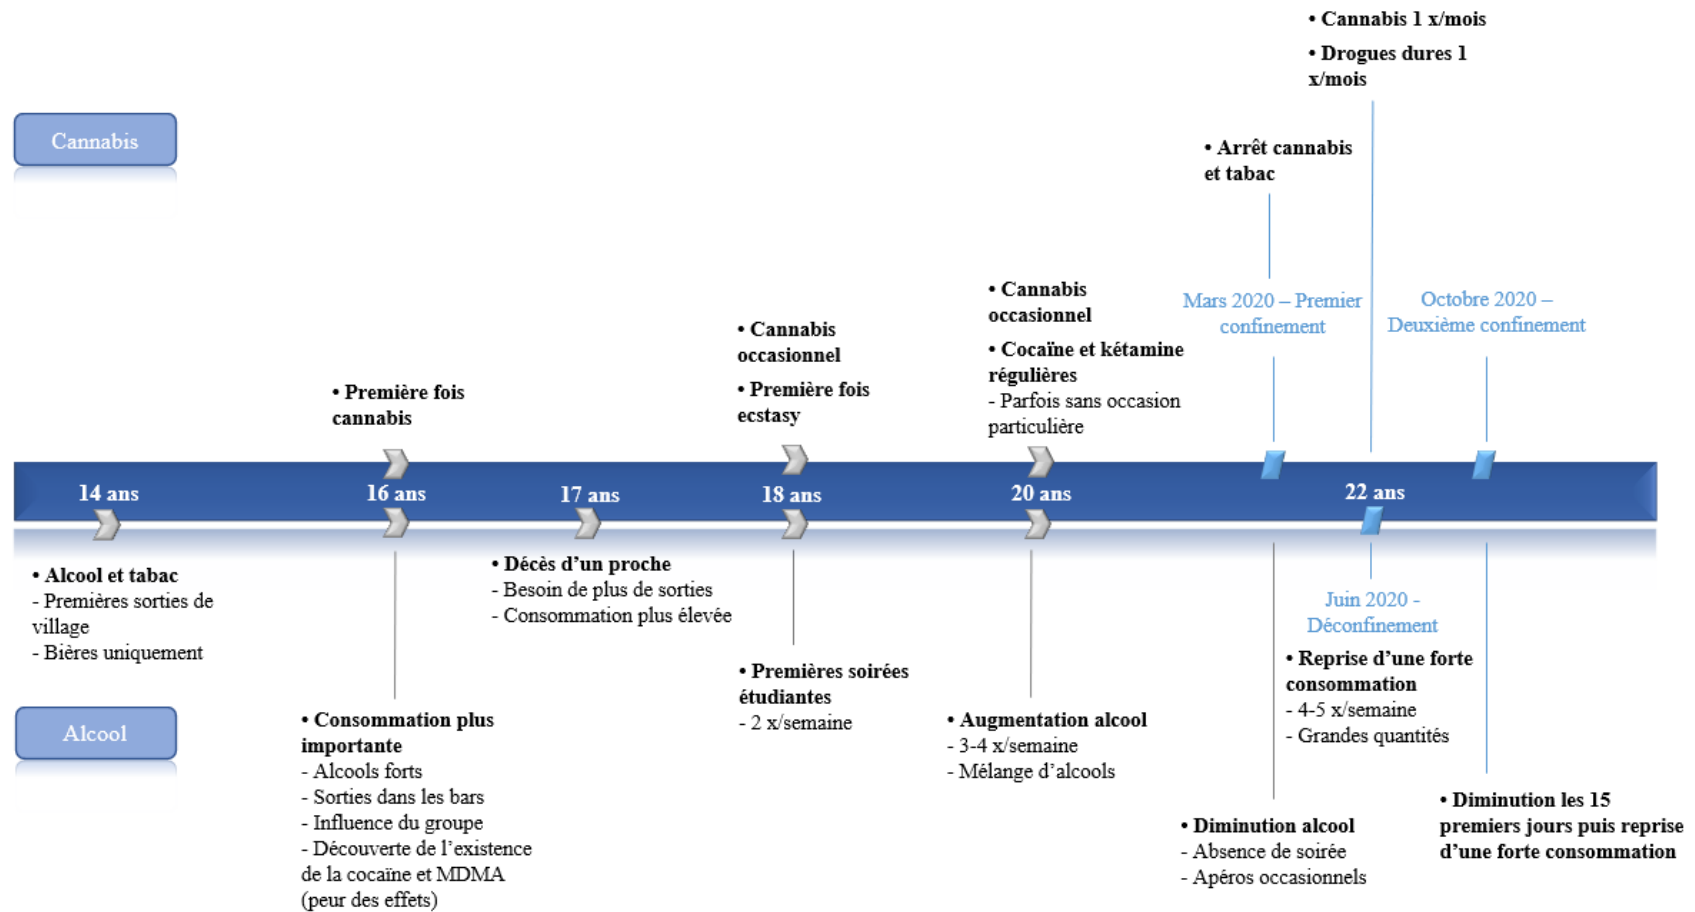 • Cannabis 1 x/mois
• Drogues dures 1
x/mois
Cannabis
• Arrêt cannabis
et tabac
Mars 2020 – Premier
confinement
Octobre 2020 –
Deuxième confinement
• Cannabis
occasionnel
• Cocaïne et kétamine
régulières
- Parfois sans occasion
particulière
• Cannabis
occasionnel
• Première fois
ecstasy
• Première fois
cannabis
14 ans
16 ans
17 ans
18 ans
20 ans
22 ans
• Alcool et tabac
- Premières sorties de
village
- Bières uniquement
• Décès d’un proche
- Besoin de plus de sorties
- Consommation plus élevée
Juin 2020 -
Déconfinement
• Reprise d’une forte
consommation
- 4-5 x/semaine
- Grandes quantités
• Premières soirées
étudiantes
- 2 x/semaine
Alcool
• Consommation plus
importante
- Alcools forts
- Sorties dans les bars
- Influence du groupe
- Découverte de l’existence
de la cocaïne et MDMA
(peur des effets)
• Augmentation alcool
- 3-4 x/semaine
- Mélange d’alcools
• Diminution alcool
- Absence de soirée
- Apéros occasionnels
• Diminution les 15
premiers jours puis reprise
d’une forte consommation